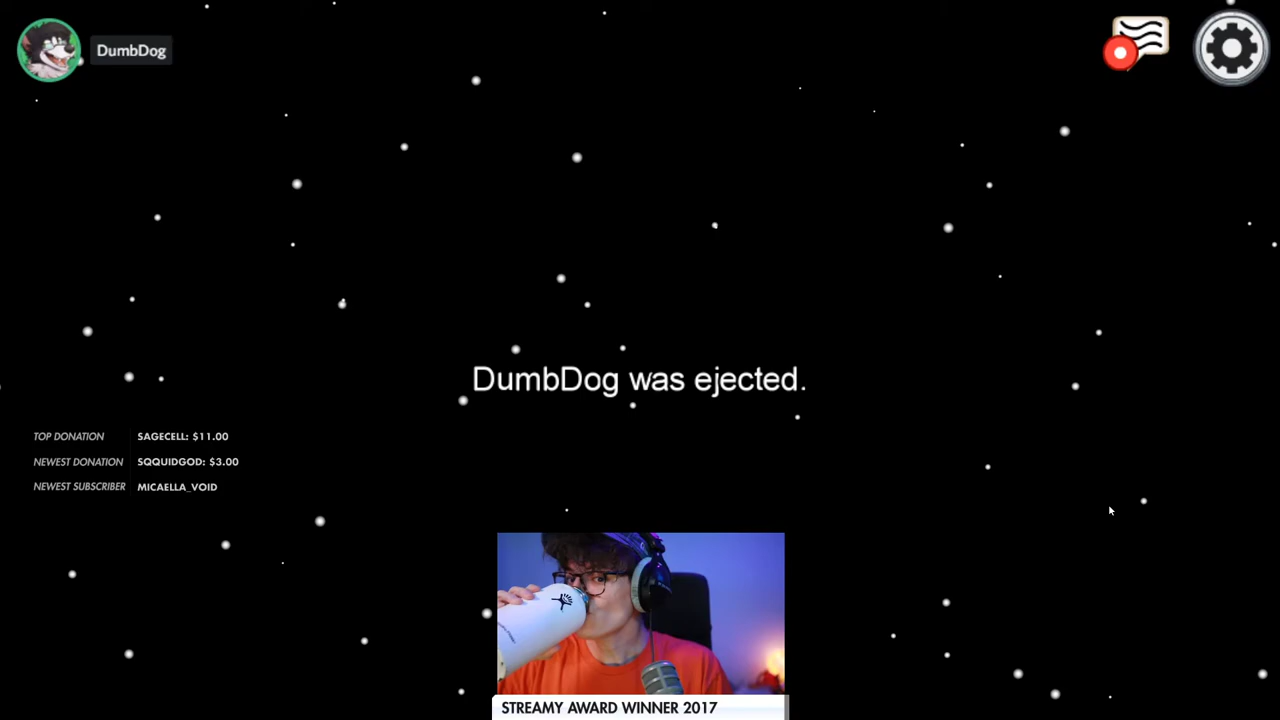 DumbDog
DumbDog was ejected.
TOP DONATION SAGECELL: $11.00
NEWEST DONATION SQQUIDGOD: $3.00
NEWEST SUBSCRIBER MICAELLA_VOID
STREAMY AWARD WINNER 2017